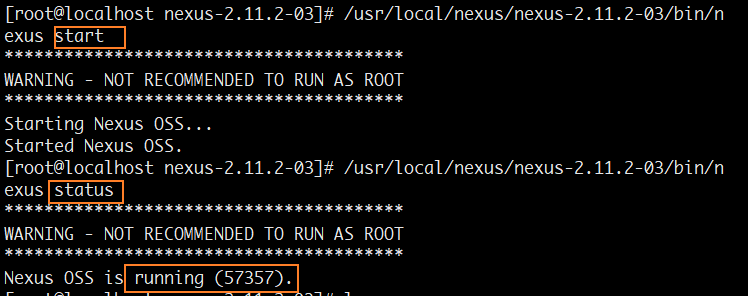 [root@localhost nexus-2.11.2-03]# /usr/local/nexus/nexus-2.11.2-03/bin/n
exus start
****************************************
WARNING - NOT RECOMMENDED TO RUN AS ROOT
****************************************
Starting Nexus OSS...
Started Nexus OSS.
[root@localhost nexus-2.11.2-03]# /usr/local/nexus/nexus-2.11.2-03/bin/n
exus status
****************************************
WARNING - NOT RECOMMENDED TO RUN AS ROOT
****************************************
Nexus OSS is running (57357).